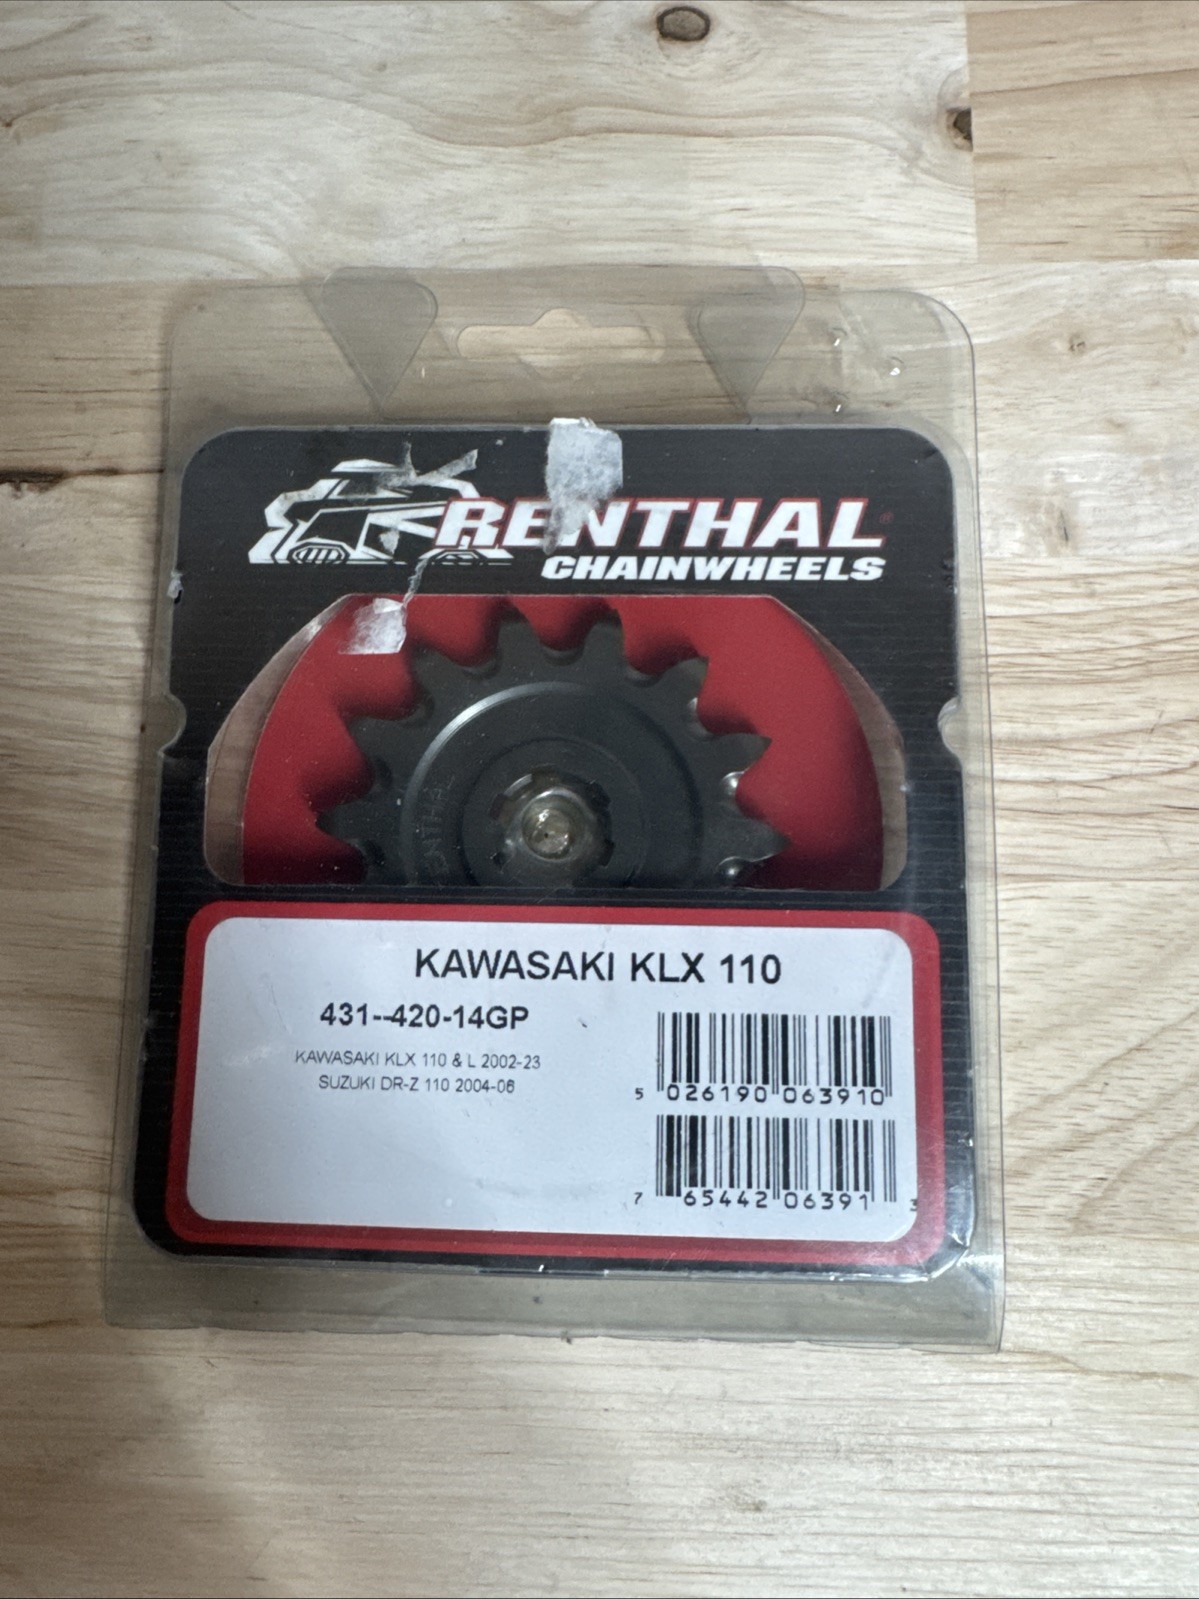 RENTHAL®
CHAINWHEELS
KAWASAKI KLX 110
431--420-14GP
KAWASAKI KLX 110 & L 2002-23
SUZUKI DR-Z 110 2004-06
5 026190 063910
7 65442 06391 3